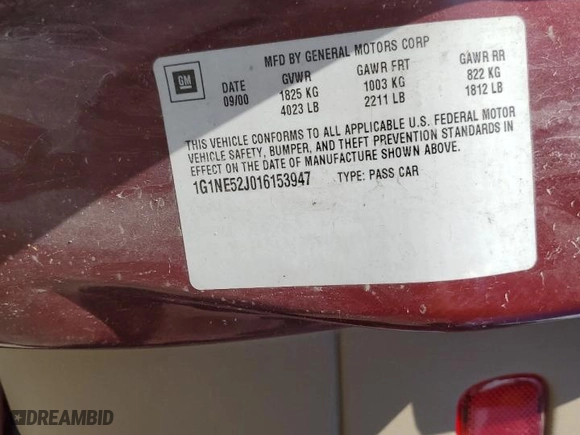 MFD BY GENERAL MOTORS CORP
GM
DATE GVWR GAWR FRT GAWR RR
09/00 1825 KG 1003 KG 822 KG
4023 LB 2211 LB 1812 LB
THIS VEHICLE CONFORMS TO ALL APPLICABLE U.S. FEDERAL MOTOR
VEHICLE SAFETY, BUMPER, AND THEFT PREVENTION STANDARDS IN
EFFECT ON THE DATE OF MANUFACTURE SHOWN ABOVE.
1G1NE52J016153947 TYPE: PASS CAR
DREAMBID